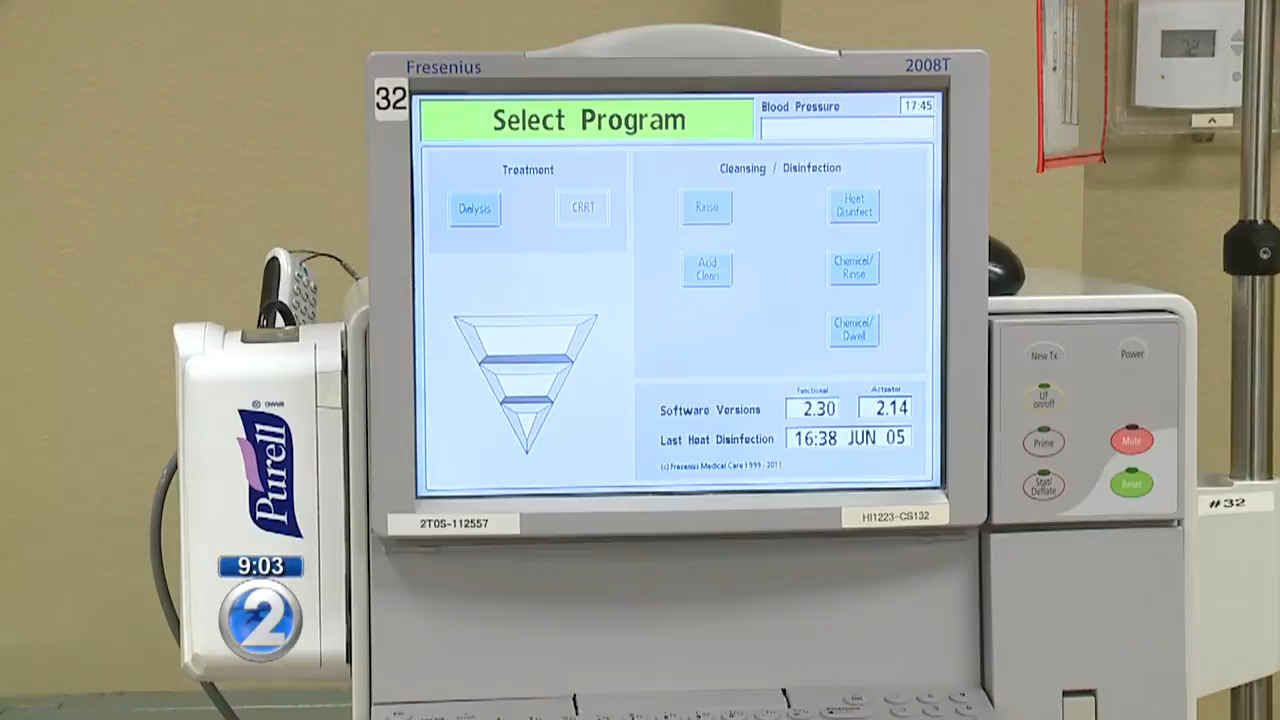 Fresenius
2008T
32
Select Program
Blood Pressure
17:45
Treatment
Dialysis
CRRT
Cleansing / Disinfection
Rinse
Heat
Disinfect
Acid
Clean
Chemical/
Rinse
Chemical/
Dwell
Functional
Actuator
Software Versions
2.30
2.14
Last Heat Disinfection
16:38 JUN 05
(c) Fresenius Medical Care 1999 - 2011
2T0S-112557
HI1223-CS132
New Tx
Power
UF
on/off
Prime
Mute
Stat/
Deflate
Reset
#32
72
A
Purell
9:03
2